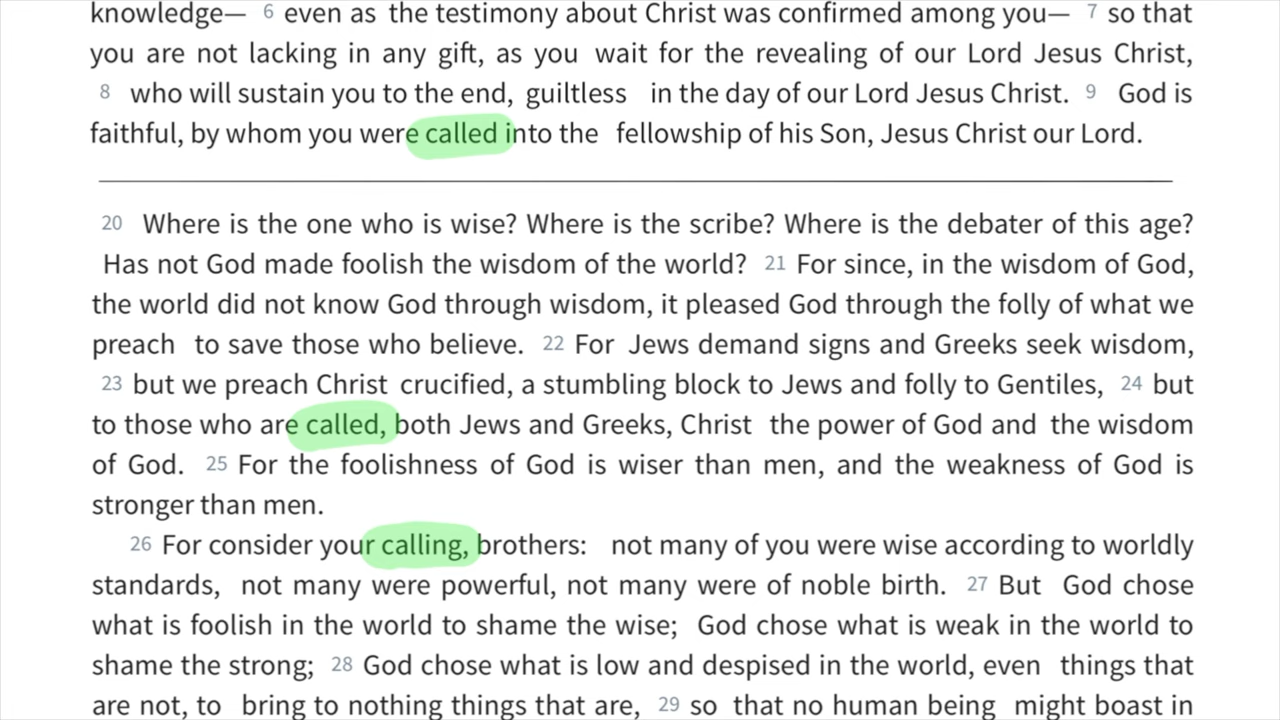 knowledge— 6 even as the testimony about Christ was confirmed among you— 7 so that
you are not lacking in any gift, as you wait for the revealing of our Lord Jesus Christ,
8 who will sustain you to the end, guiltless in the day of our Lord Jesus Christ. 9 God is
faithful, by whom you were called into the fellowship of his Son, Jesus Christ our Lord.
20 Where is the one who is wise? Where is the scribe? Where is the debater of this age?
Has not God made foolish the wisdom of the world? 21 For since, in the wisdom of God,
the world did not know God through wisdom, it pleased God through the folly of what we
preach to save those who believe. 22 For Jews demand signs and Greeks seek wisdom,
23 but we preach Christ crucified, a stumbling block to Jews and folly to Gentiles, 24 but
to those who are called, both Jews and Greeks, Christ the power of God and the wisdom
of God. 25 For the foolishness of God is wiser than men, and the weakness of God is
stronger than men.
26 For consider your calling, brothers: not many of you were wise according to worldly
standards, not many were powerful, not many were of noble birth. 27 But God chose
what is foolish in the world to shame the wise; God chose what is weak in the world to
shame the strong; 28 God chose what is low and despised in the world, even things that
are not, to bring to nothing things that are, 29 so that no human being might boast in